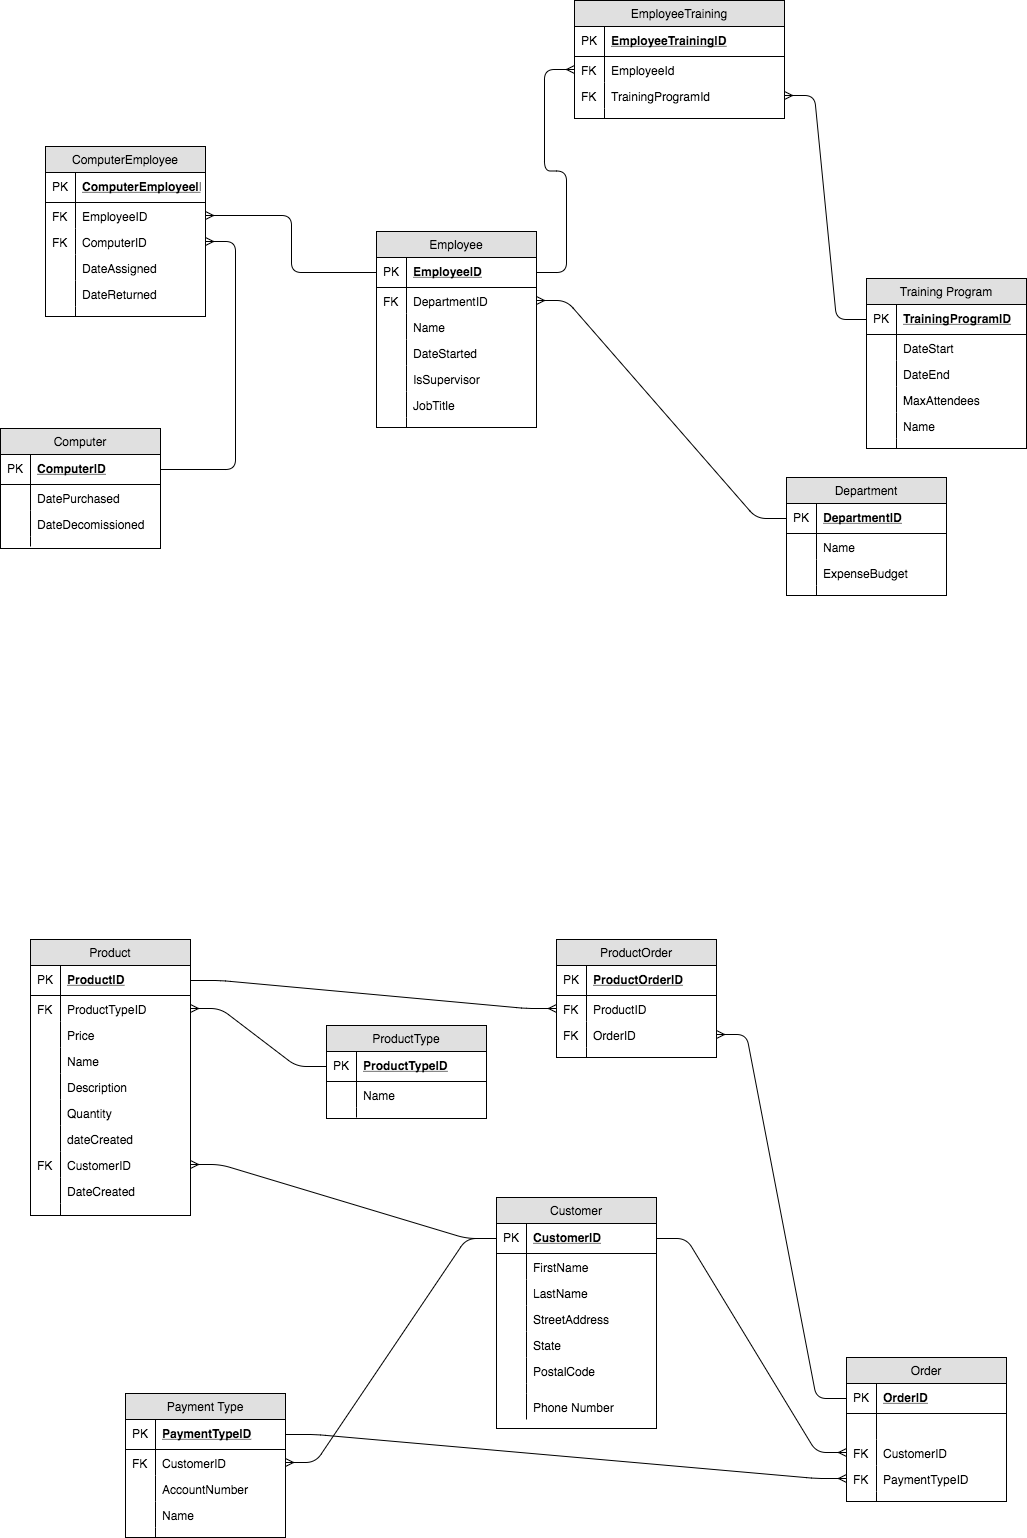 EmployeeTraining
PK EmployeeTrainingID
FK EmployeeId
FK TrainingProgramId
ComputerEmployee
PK ComputerEmployeeI
FK EmployeeID
FK ComputerID
DateAssigned
DateReturned
Employee
PK EmployeeID
FK DepartmentID
Name
DateStarted
IsSupervisor
JobTitle
Training Program
PK TrainingProgramID
DateStart
DateEnd
MaxAttendees
Name
Computer
PK ComputerID
DatePurchased
DateDecomissioned
Department
PK DepartmentID
Name
ExpenseBudget
Product
PK ProductID
FK ProductTypeID
Price
Name
Description
Quantity
dateCreated
FK CustomerID
DateCreated
ProductOrder
PK ProductOrderID
FK ProductID
FK OrderID
ProductType
PK ProductTypeID
Name
Customer
PK CustomerID
FirstName
LastName
StreetAddress
State
PostalCode
Phone Number
Order
PK OrderID
FK CustomerID
FK PaymentTypeID
Payment Type
PK PaymentTypeID
FK CustomerID
AccountNumber
Name